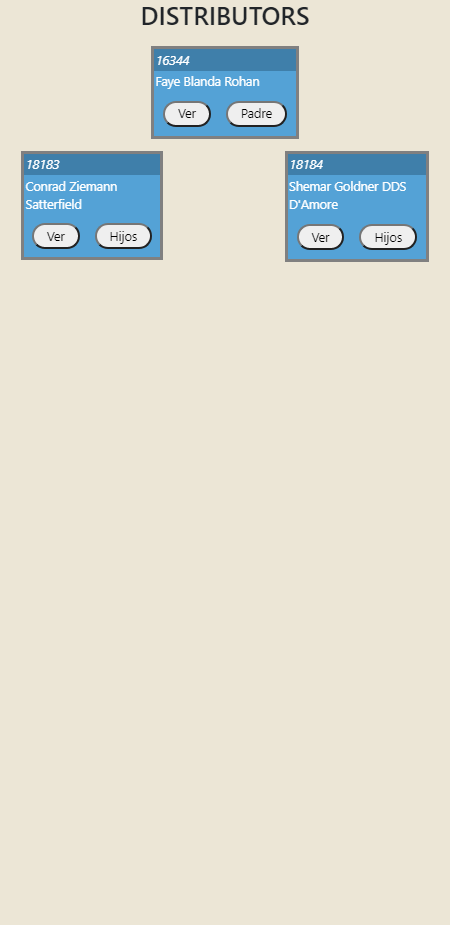 DISTRIBUTORS
16344
Faye Blanda Rohan
Ver
Padre
18183
Conrad Ziemann
Satterfield
Ver
Hijos
18184
Shemar Goldner DDS
D'Amore
Ver
Hijos